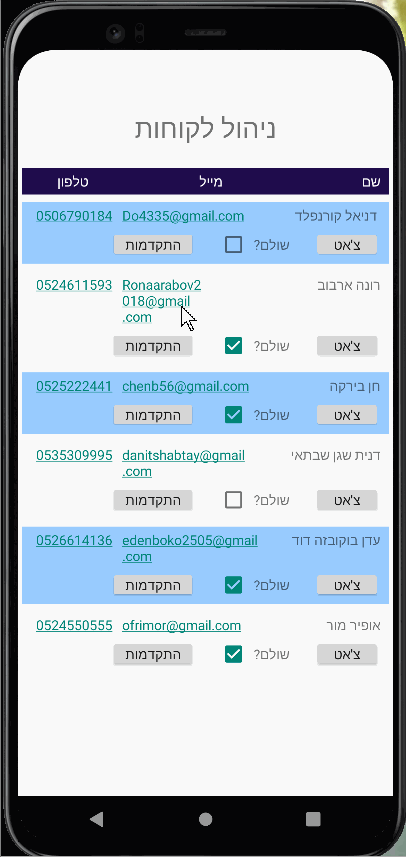 ניהול לקוחות
שם מייל טלפון
דניאל קורנפלד Do4335@gmail.com 0506790184
צ'אט שולם? התקדמות
רונה ארבוב Ronaarabov2 0524611593
018@gmail
.com
צ'אט שולם? התקדמות
חן בירקה chenb56@gmail.com 0525222441
צ'אט שולם? התקדמות
דנית שגן שבתאי danitshabtay@gmail 0535309995
.com
צ'אט שולם? התקדמות
עדן בוקובזה דוד edenboko2505@gmail 0526614136
.com
צ'אט שולם? התקדמות
אופיר מור ofrimor@gmail.com 0524550555
צ'אט שולם? התקדמות